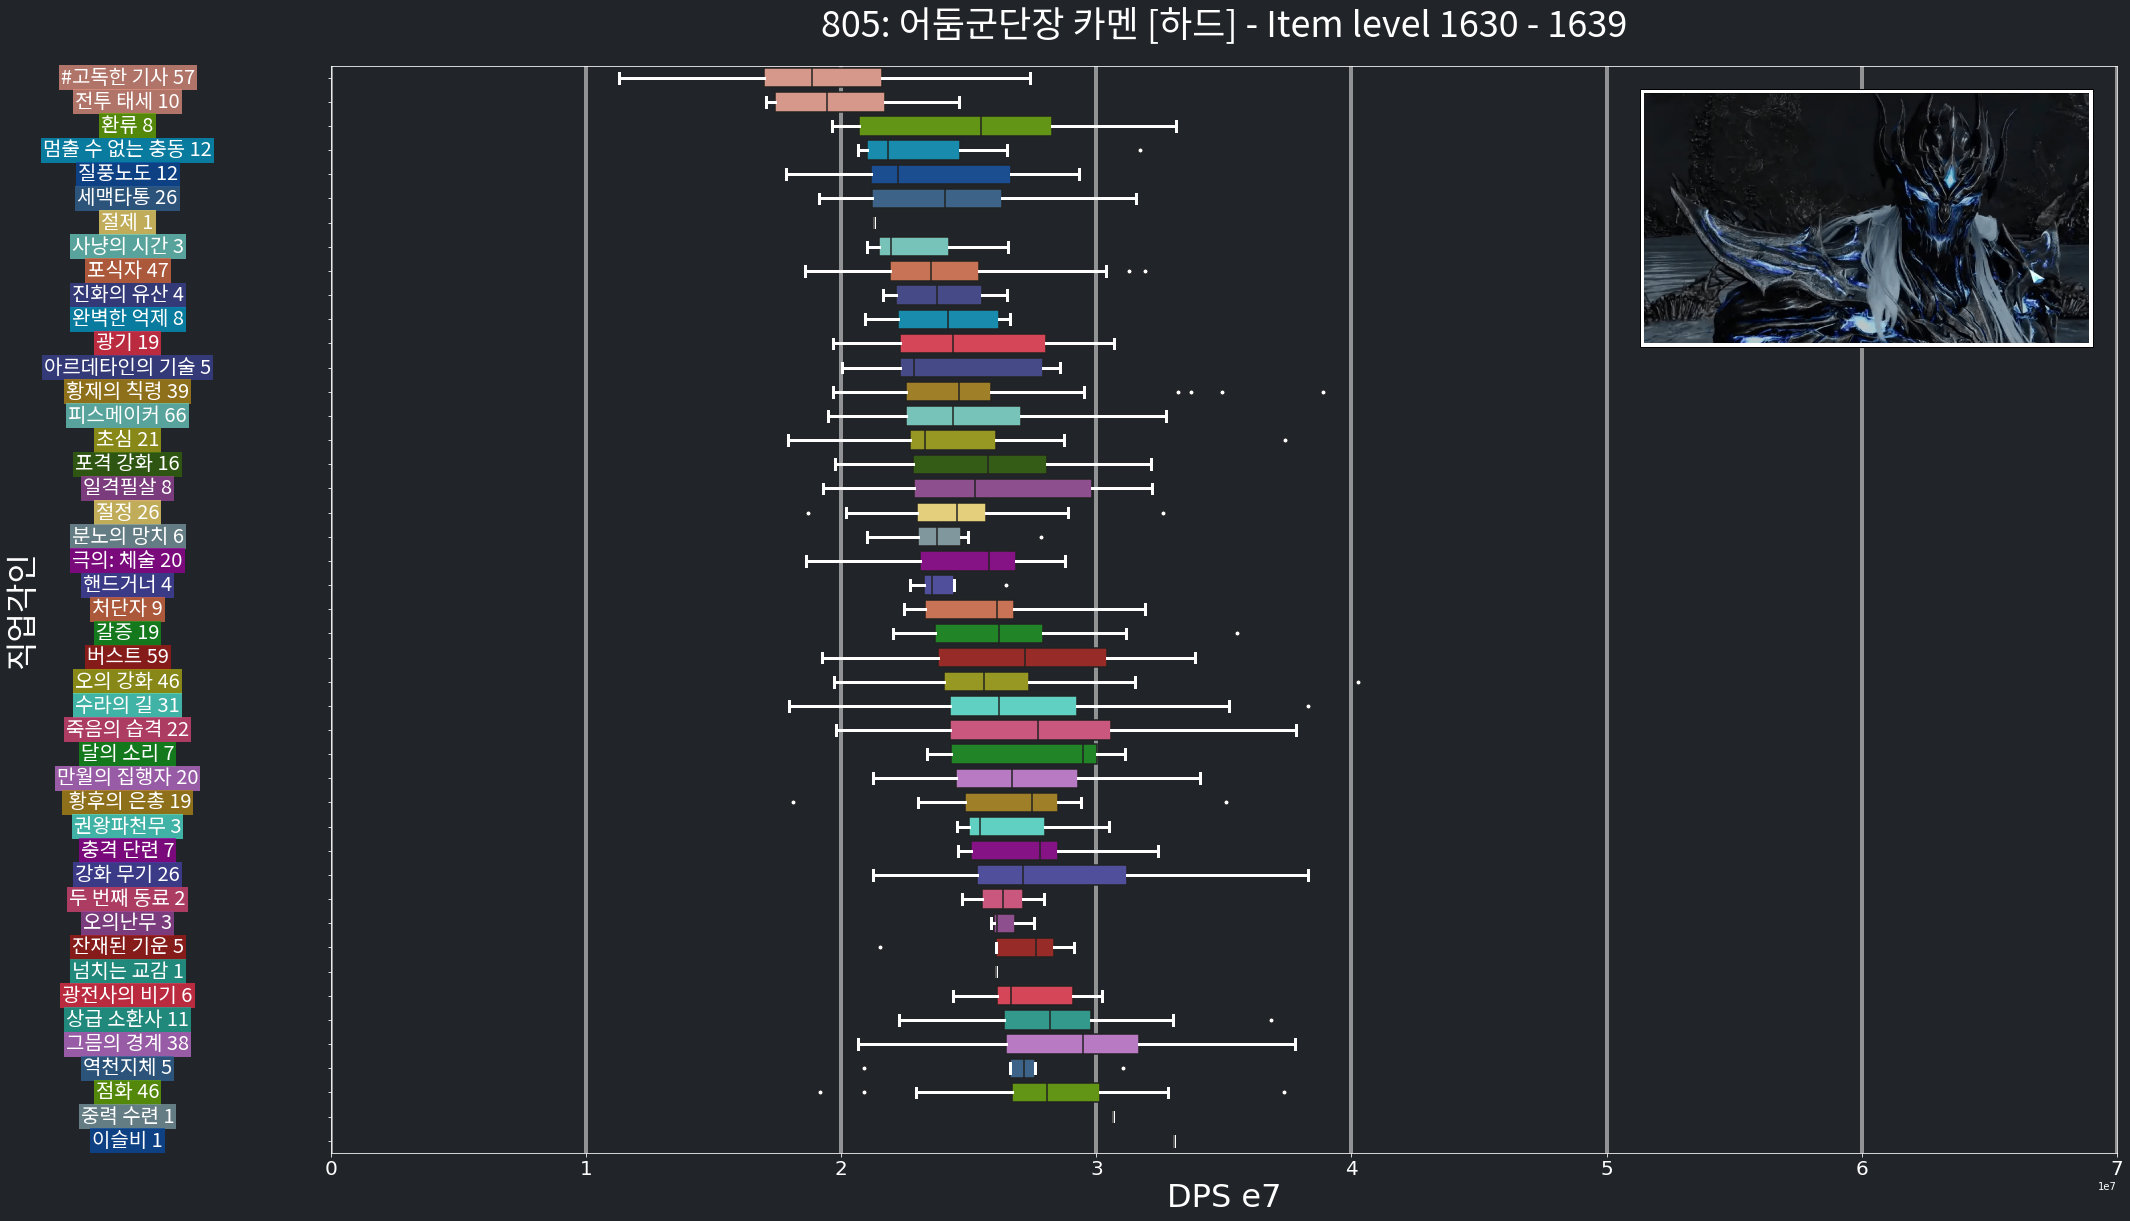 805: 어둠군단장 카멘 [하드] - Item level 1630 - 1639
직업각인
#고독한 기사 57
전투 태세 10
환류 8
멈출 수 없는 충동 12
질풍노도 12
세맥타통 26
절제 1
사냥의 시간 3
포식자 47
진화의 유산 4
완벽한 억제 8
광기 19
아르데타인의 기술 5
황제의 칙령 39
피스메이커 66
초심 21
포격 강화 16
일격필살 8
절정 26
분노의 망치 6
극의: 체술 20
핸드거너 4
처단자 9
갈증 19
버스트 59
오의 강화 46
수라의 길 31
죽음의 습격 22
달의 소리 7
만월의 집행자 20
황후의 은총 19
권왕파천무 3
충격 단련 7
강화 무기 26
두 번째 동료 2
오의난무 3
잔재된 기운 5
넘치는 교감 1
광전사의 비기 6
상급 소환사 11
그믐의 경계 38
역천지체 5
점화 46
중력 수련 1
이슬비 1
0 1 2 3 4 5 6 7
1e7
DPS e7